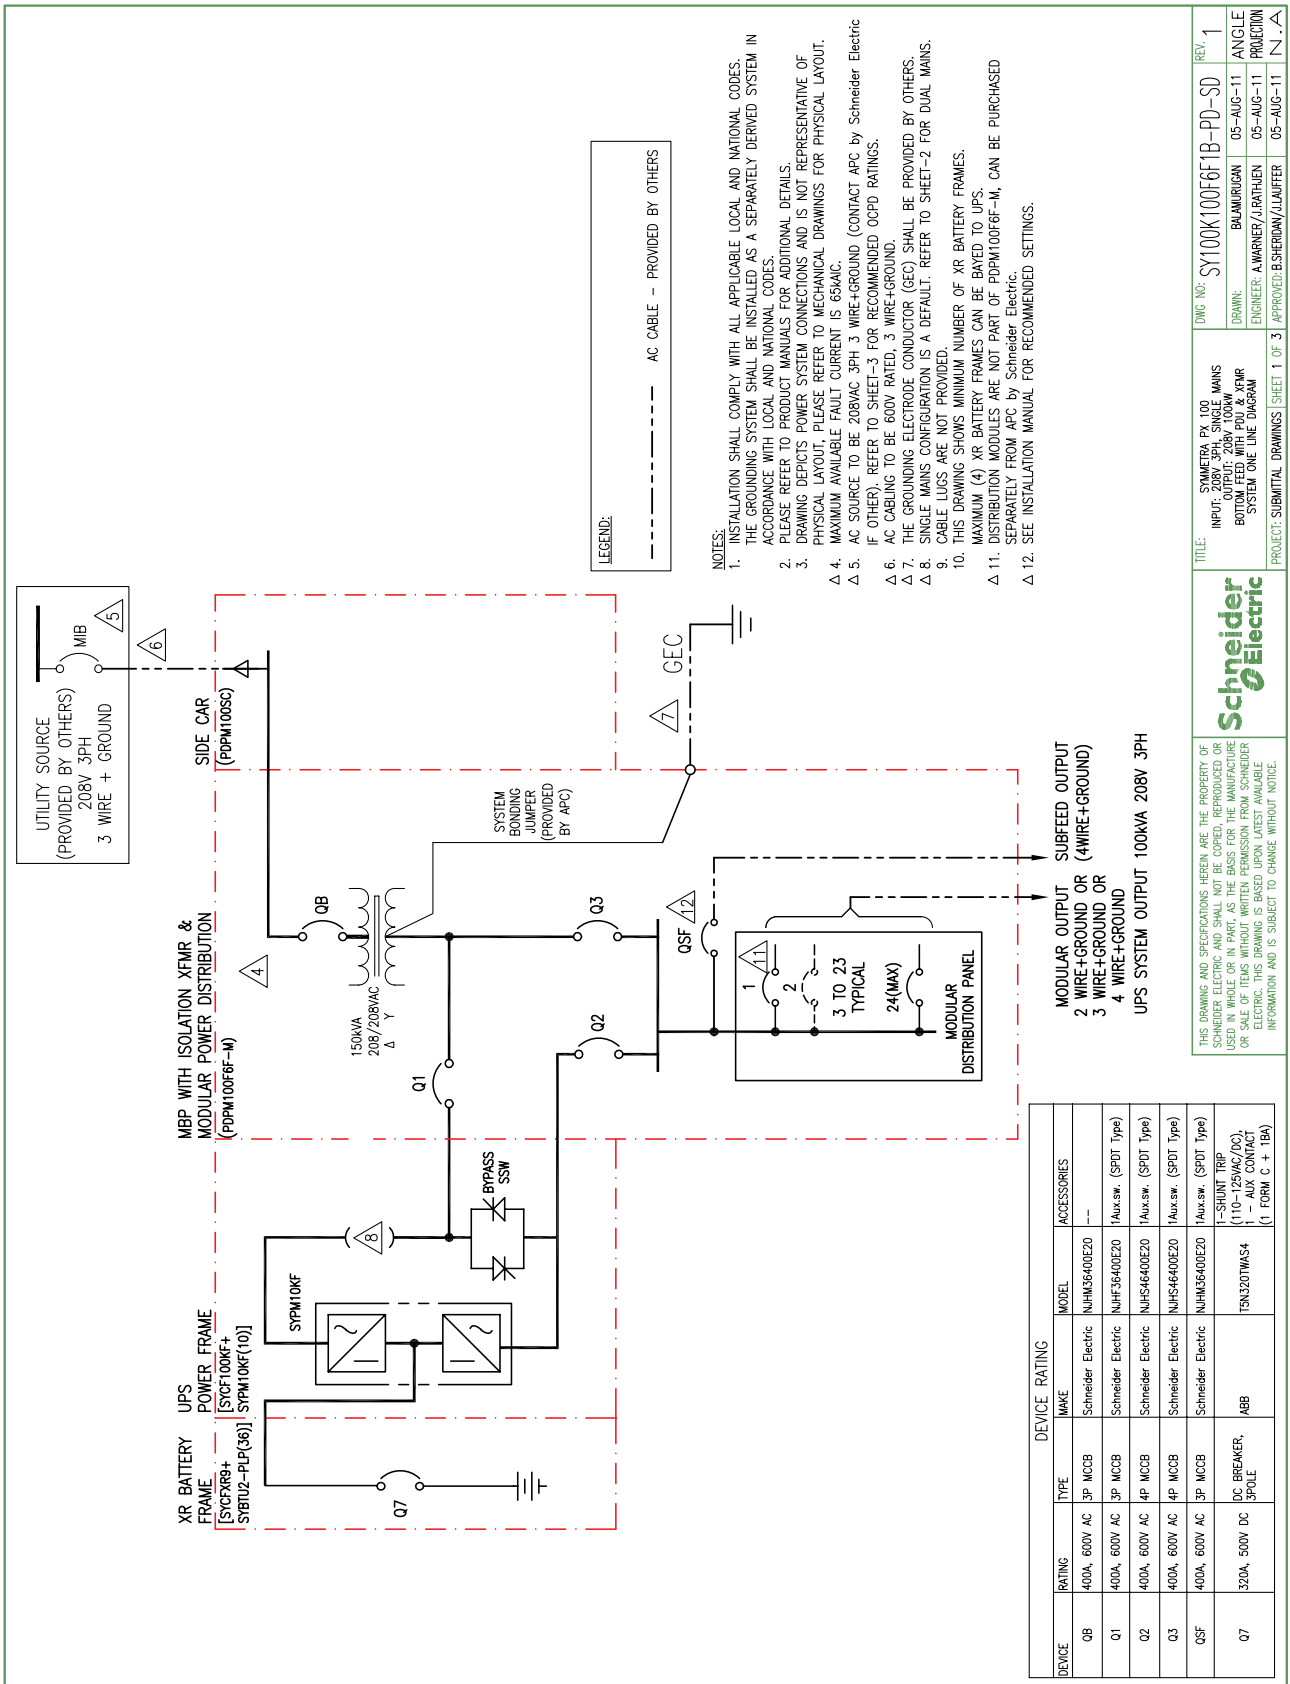 UTILITY SOURCE
(PROVIDED BY OTHERS)
208V 3PH
3 WIRE + GROUND
MIB
5
6
SIDE CAR
(PDPM100SC)
MBP WITH ISOLATION XFMR &
MODULAR POWER DISTRIBUTION
(PDPM100F6F-M)
UPS
POWER FRAME
[SYCF100KF+
SYPM10KF(10)]
XR BATTERY
FRAME
[SYCFXR9+
SYBTU2-PLP(36)]
4
QB
150kVA
208/208VAC
Δ Y
SYSTEM
BONDING
JUMPER
(PROVIDED
BY APC)
7
GEC
Q1
Q3
Q2
QSF
12
11
1
2
3 TO 23
TYPICAL
24(MAX)
MODULAR
DISTRIBUTION PANEL
SYPM10KF
8
BYPASS
SSW
Q7
MODULAR OUTPUT
2 WIRE+GROUND OR
3 WIRE+GROUND OR
4 WIRE+GROUND
SUBFEED OUTPUT
(4WIRE+GROUND)
UPS SYSTEM OUTPUT 100kVA 208V 3PH
LEGEND:
AC CABLE - PROVIDED BY OTHERS
NOTES:
1. INSTALLATION SHALL COMPLY WITH ALL APPLICABLE LOCAL AND NATIONAL CODES.
THE GROUNDING SYSTEM SHALL BE INSTALLED AS A SEPARATELY DERIVED SYSTEM IN
ACCORDANCE WITH LOCAL AND NATIONAL CODES.
2. PLEASE REFER TO PRODUCT MANUALS FOR ADDITIONAL DETAILS.
3. DRAWING DEPICTS POWER SYSTEM CONNECTIONS AND IS NOT REPRESENTATIVE OF
PHYSICAL LAYOUT, PLEASE REFER TO MECHANICAL DRAWINGS FOR PHYSICAL LAYOUT.
Δ 4. MAXIMUM AVAILABLE FAULT CURRENT IS 65kAIC.
Δ 5. AC SOURCE TO BE 208VAC 3PH 3 WIRE+GROUND (CONTACT APC by Schneider Electric
IF OTHER). REFER TO SHEET-3 FOR RECOMMENDED OCPD RATINGS.
Δ 6. AC CABLING TO BE 600V RATED, 3 WIRE+GROUND.
Δ 7. THE GROUNDING ELECTRODE CONDUCTOR (GEC) SHALL BE PROVIDED BY OTHERS.
Δ 8. SINGLE MAINS CONFIGURATION IS A DEFAULT. REFER TO SHEET-2 FOR DUAL MAINS.
9. CABLE LUGS ARE NOT PROVIDED.
10. THIS DRAWING SHOWS MINIMUM NUMBER OF XR BATTERY FRAMES.
MAXIMUM (4) XR BATTERY FRAMES CAN BE BAYED TO UPS.
Δ 11. DISTRIBUTION MODULES ARE NOT PART OF PDPM100F6F-M, CAN BE PURCHASED
SEPARATELY FROM APC by Schneider Electric.
Δ 12. SEE INSTALLATION MANUAL FOR RECOMMENDED SETTINGS.
DEVICE RATING
DEVICE RATING TYPE MAKE MODEL ACCESSORIES
QB 400A, 600V AC 3P MCCB Schneider Electric NJHM36400E20 --
Q1 400A, 600V AC 3P MCCB Schneider Electric NJHF36400E20 1Aux.sw. (SPDT Type)
Q2 400A, 600V AC 4P MCCB Schneider Electric NJHS46400E20 1Aux.sw. (SPDT Type)
Q3 400A, 600V AC 4P MCCB Schneider Electric NJHS46400E20 1Aux.sw. (SPDT Type)
QSF 400A, 600V AC 3P MCCB Schneider Electric NJHM36400E20 1Aux.sw. (SPDT Type)
Q7 320A, 500V DC DC BREAKER, 3POLE ABB T5N320TWAS4 1-SHUNT TRIP
(110-125VAC/DC),
1 - AUX CONTACT
(1 FORM C + 1BA)
THIS DRAWING AND SPECIFICATIONS HEREIN ARE THE PROPERTY OF
SCHNEIDER ELECTRIC AND SHALL NOT BE COPIED, REPRODUCED OR
USED IN WHOLE OR IN PART, AS THE BASIS FOR THE MANUFACTURE
OR SALE OF ITEMS WITHOUT WRITTEN PERMISSION FROM SCHNEIDER
ELECTRIC. THIS DRAWING IS BASED UPON LATEST AVAILABLE
INFORMATION AND IS SUBJECT TO CHANGE WITHOUT NOTICE.
Schneider
Electric
TITLE: SYMMETRA PX 100
INPUT: 208V 3PH, SINGLE MAINS
OUTPUT: 208V 100kW
BOTTOM FEED WITH PDU & XFMR
SYSTEM ONE LINE DIAGRAM
PROJECT: SUBMITTAL DRAWINGS SHEET 1 OF 3
DWG NO: SY100K100F6F1B-PD-SD REV. 1
DRAWN: BALAMURUGAN 05-AUG-11 ANGLE
ENGINEER: A.WARNER/J.RATHJEN 05-AUG-11 PROJECTION
APPROVED: B.SHERIDAN/J.LAUFFER 05-AUG-11 N.A